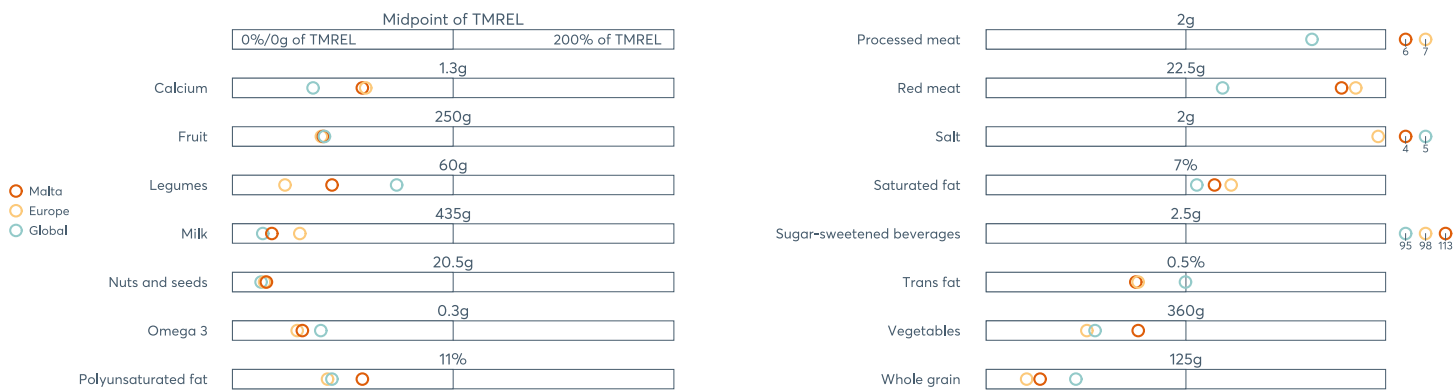 Midpoint of TMREL
0%/0g of TMREL 200% of TMREL
1.3g
Calcium
250g
Fruit
60g
Legumes
435g
Milk
20.5g
Nuts and seeds
0.3g
Omega 3
11%
Polyunsaturated fat
Malta
Europe
Global
2g
Processed meat
6 7
22.5g
Red meat
2g
Salt
4 5
7%
Saturated fat
2.5g
Sugar-sweetened beverages
95 98 113
0.5%
Trans fat
360g
Vegetables
125g
Whole grain